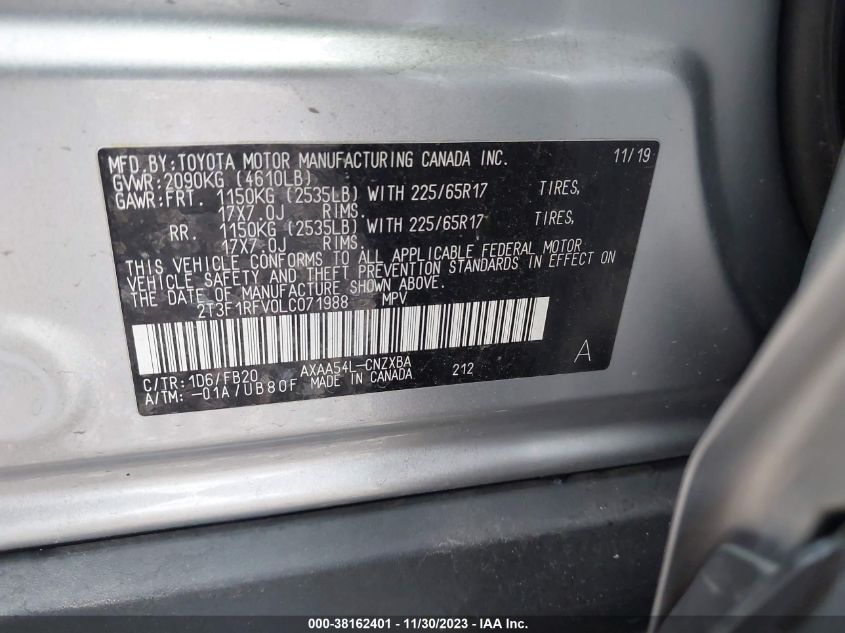 MFD.BY:TOYOTA MOTOR MANUFACTURING CANADA INC. 11/19
GVWR:2090KG (4610LB)
GAWR:FRT. 1150KG (2535LB) WITH 225/65R17 TIRES,
17X7.0J RIMS.
RR. 1150KG (2535LB) WITH 225/65R17 TIRES,
17X7.0J RIMS.
THIS VEHICLE CONFORMS TO ALL APPLICABLE FEDERAL MOTOR
VEHICLE SAFETY AND THEFT PREVENTION STANDARDS IN EFFECT ON
THE DATE OF MANUFACTURE SHOWN ABOVE.
2T3F1RFV0LC071988 MPV
C/TR:1D6/FB20 AXAA54L-CNZXBA 212 A
A/TM:-01A/UB80F MADE IN CANADA
000-38162401 - 11/30/2023 - IAA Inc.